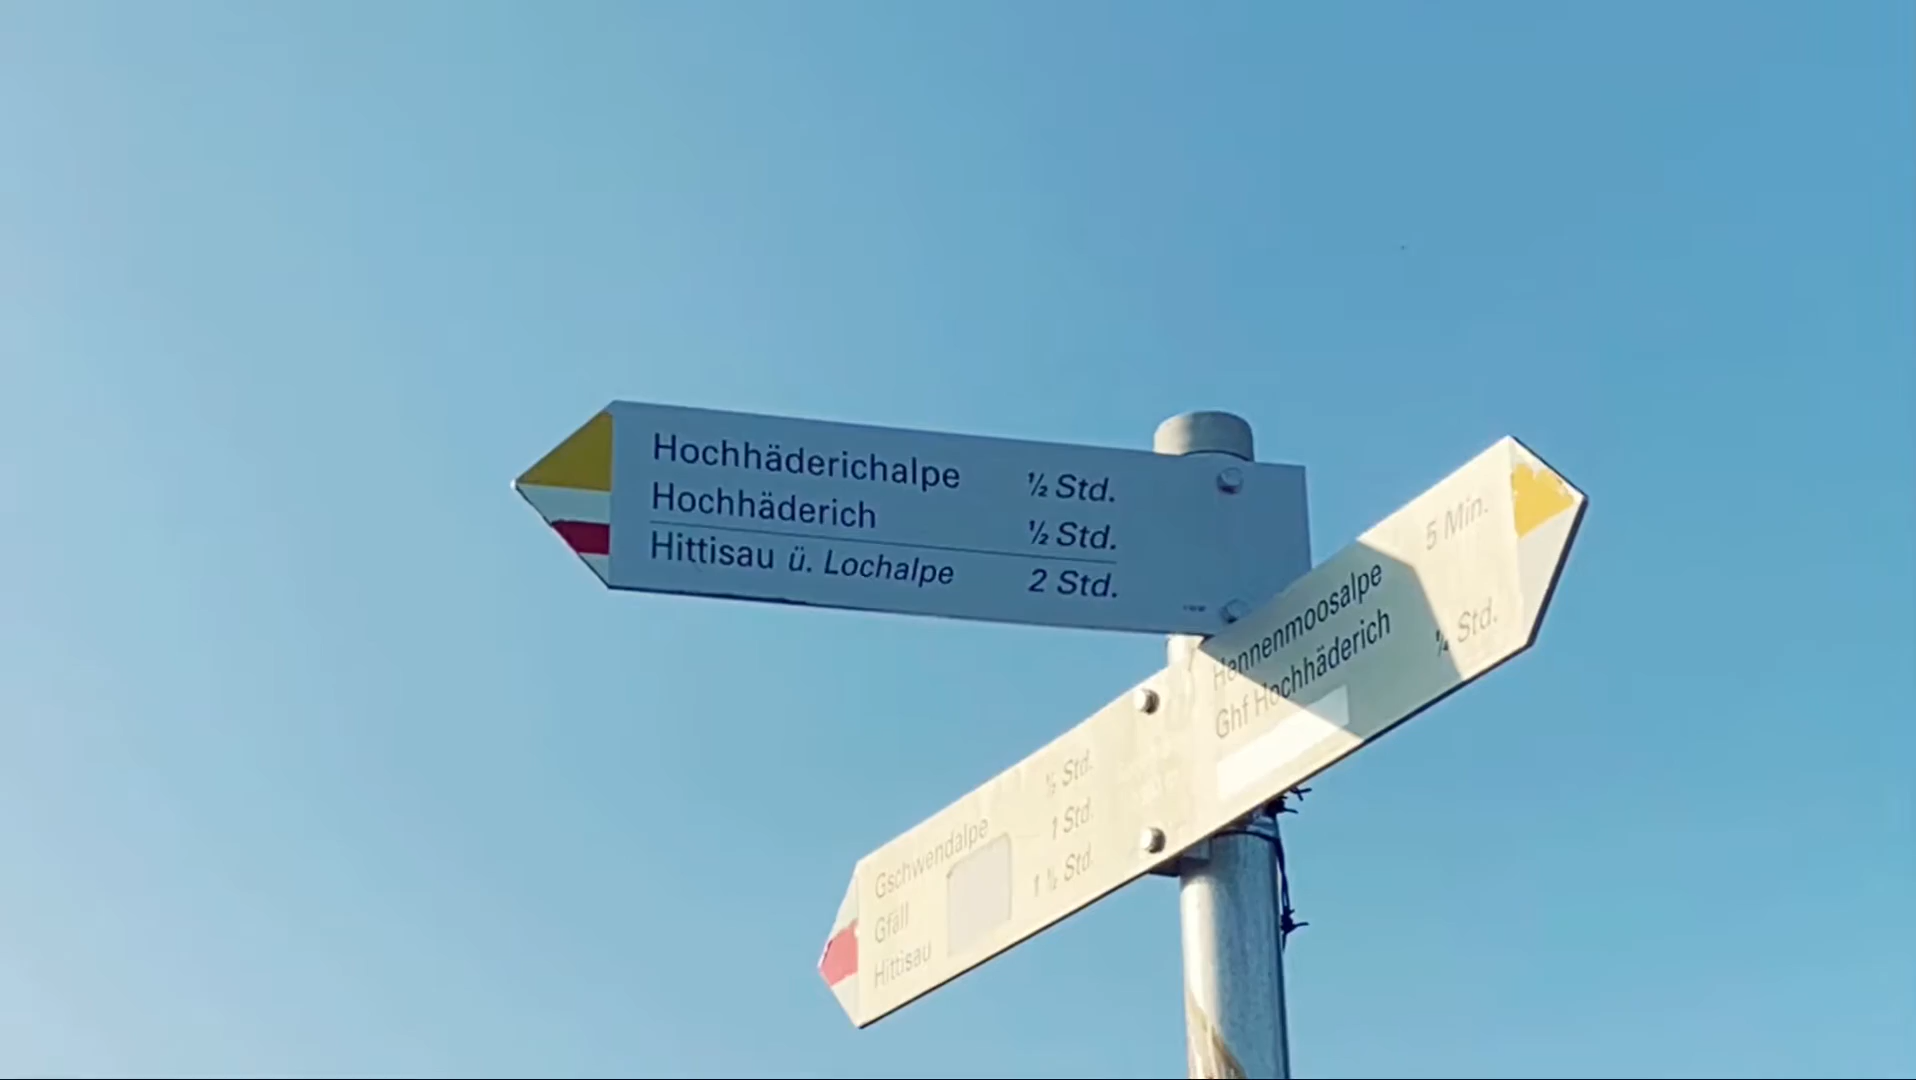 Hochhäderichalpe ½ Std.
Hochhäderich ½ Std.
Hittisau ü. Lochalpe 2 Std.
Hennenmoosalpe 5 Min.
Ghf Hochhäderich ¼ Std.
Gschwendalpe ½ Std.
Gfäll 1 Std.
Hittisau 1 ½ Std.